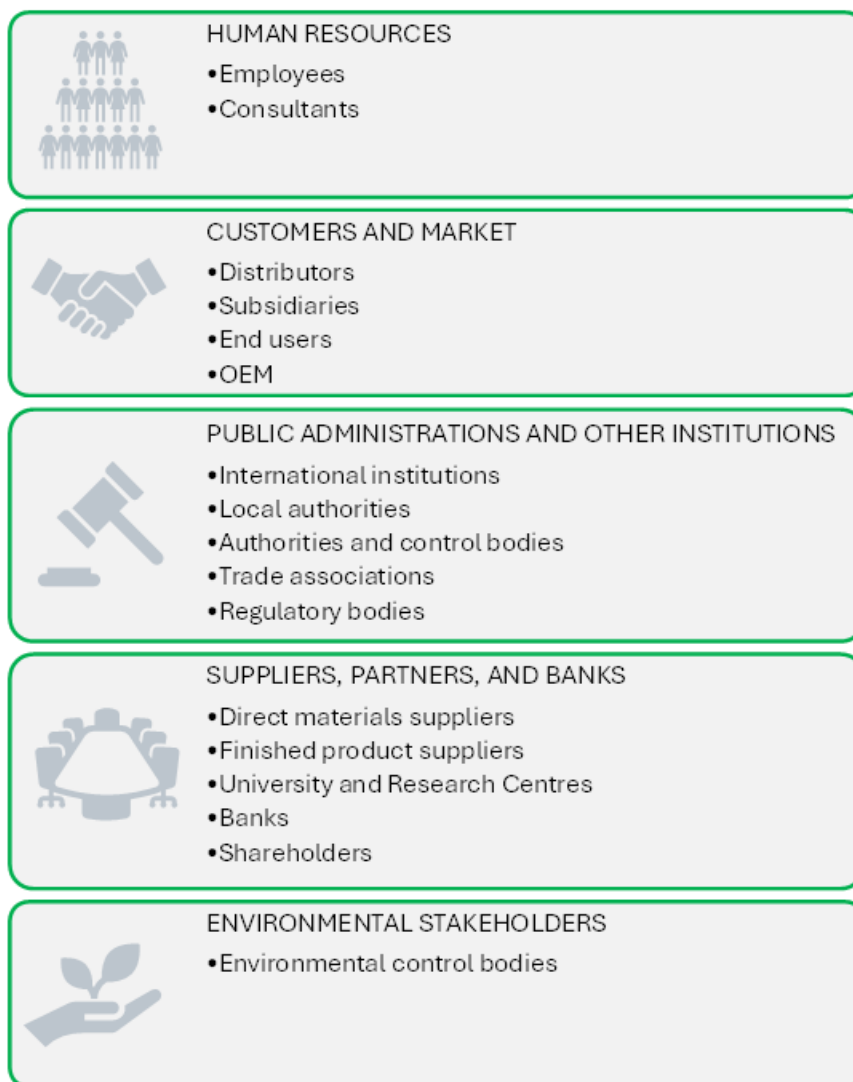 HUMAN RESOURCES
•Employees
•Consultants
CUSTOMERS AND MARKET
•Distributors
•Subsidiaries
•End users
•OEM
PUBLIC ADMINISTRATIONS AND OTHER INSTITUTIONS
•International institutions
•Local authorities
•Authorities and control bodies
•Trade associations
•Regulatory bodies
SUPPLIERS, PARTNERS, AND BANKS
•Direct materials suppliers
•Finished product suppliers
•University and Research Centres
•Banks
•Shareholders
ENVIRONMENTAL STAKEHOLDERS
•Environmental control bodies